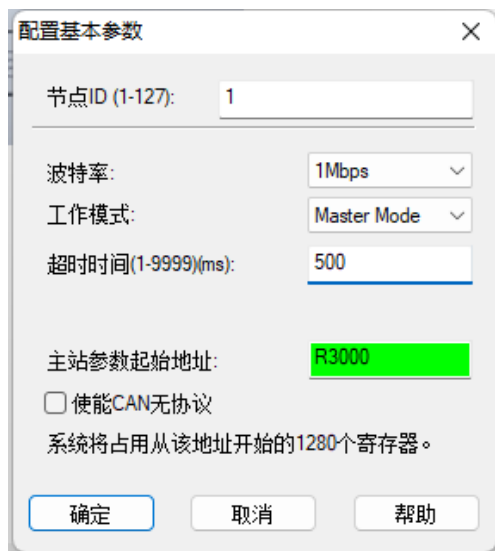 配置基本参数
节点ID (1-127): 1
波特率: 1Mbps
工作模式: Master Mode
超时时间(1-9999)(ms): 500
主站参数起始地址: R3000
使能CAN无协议
系统将占用从该地址开始的1280个寄存器。
确定 取消 帮助